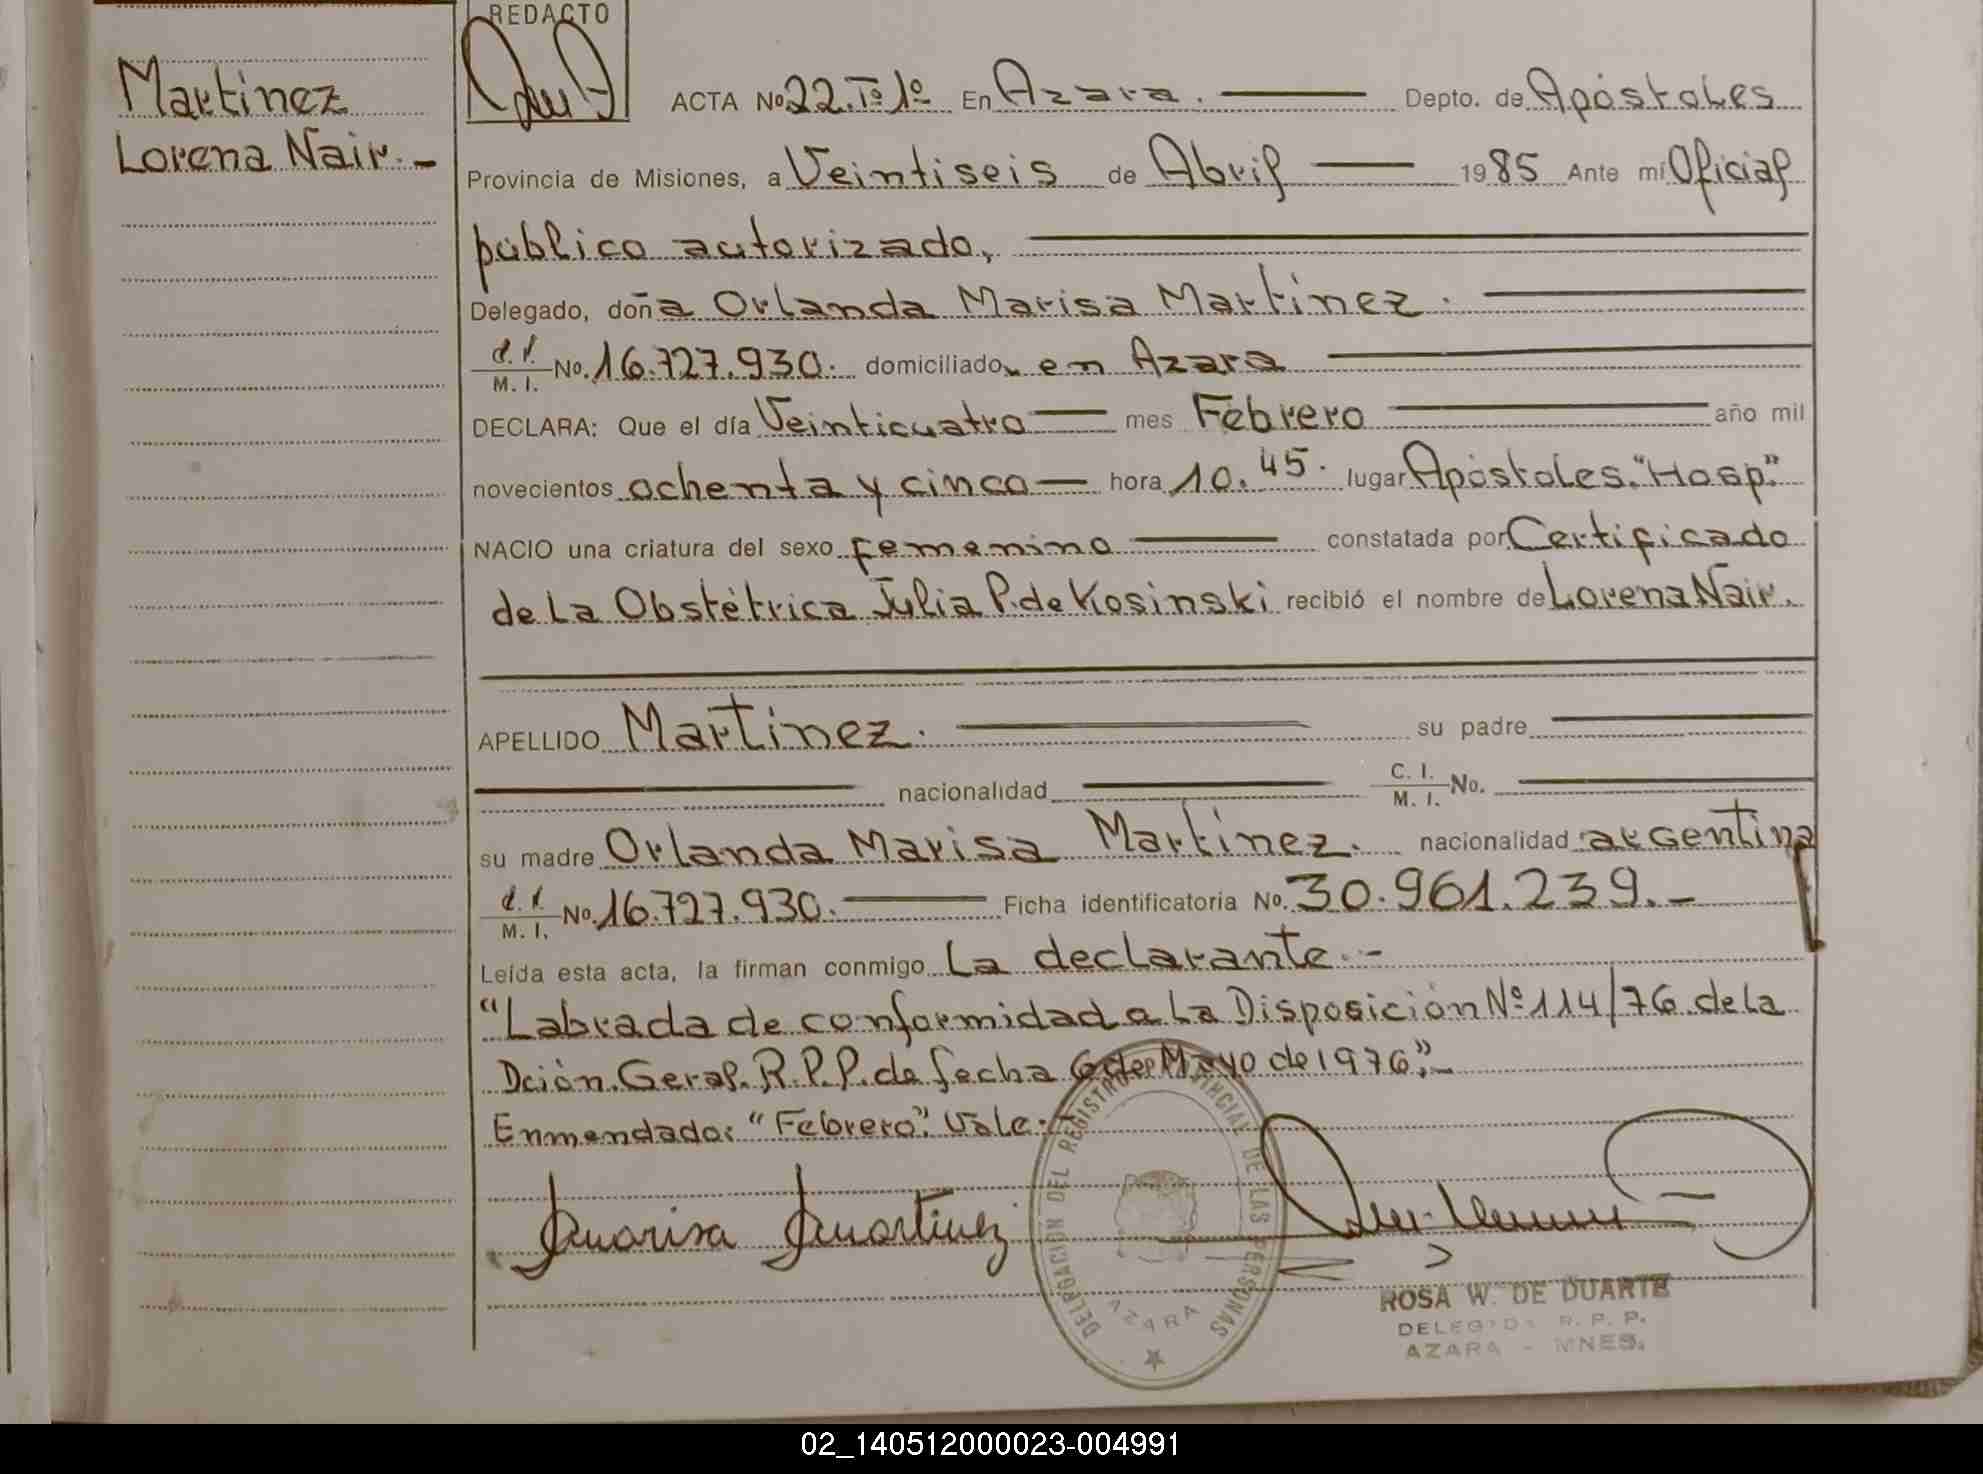 REDACTO
Martinez
Lorena Nair.-
ACTA No 22.Tº1º En Azara. Depto. de Apóstoles
Provincia de Misiones, a Veintiseis de Abril 1985 Ante mí Oficial
público autorizado,
Delegado, doña Orlanda Marisa Martinez.
M. I. No. 16.727.930. domiciliado en Azara
DECLARA: Que el día Veinticuatro mes Febrero año mil
novecientos ochenta y cinco hora 10.45. lugar Apóstoles."Hosp."
NACIO una criatura del sexo femenino constatada por Certificado
de La Obstétrica Julia P. de Kosinski recibió el nombre de Lorena Nair.
APELLIDO Martinez. su padre
nacionalidad C. I. M. I. No.
su madre Orlanda Marisa Martinez. nacionalidad argentina
M. I. No. 16.727.930. Ficha identificatoria No. 30.961.239.-
Leída esta acta, la firman conmigo La declarante.-
"Labrada de conformidad a La Disposición Nº 114/76 de la
Dción. Geral. R.P.P. de fecha 6 de Mayo de 1976".-
Enmendado: "Febrero". Vale.
Marisa Martinez
DELEGACION DEL REGISTRO PROVINCIAL DE LAS PERSONAS
AZARA
ROSA W. DE DUARTE
DELEGADA R. P. P.
AZARA - MNES.
02_140512000023-004991